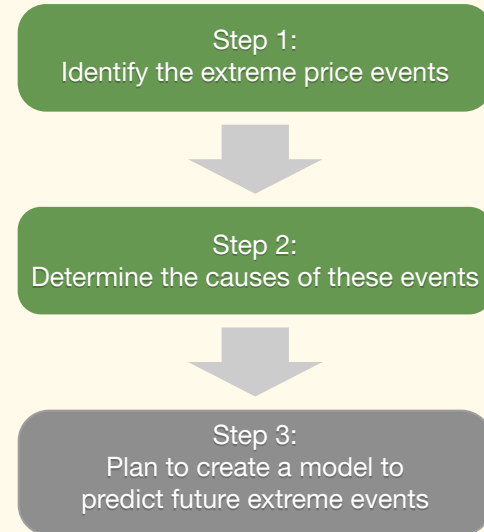 Step 1:
Identify the extreme price events
Step 2:
Determine the causes of these events
Step 3:
Plan to create a model to
predict future extreme events